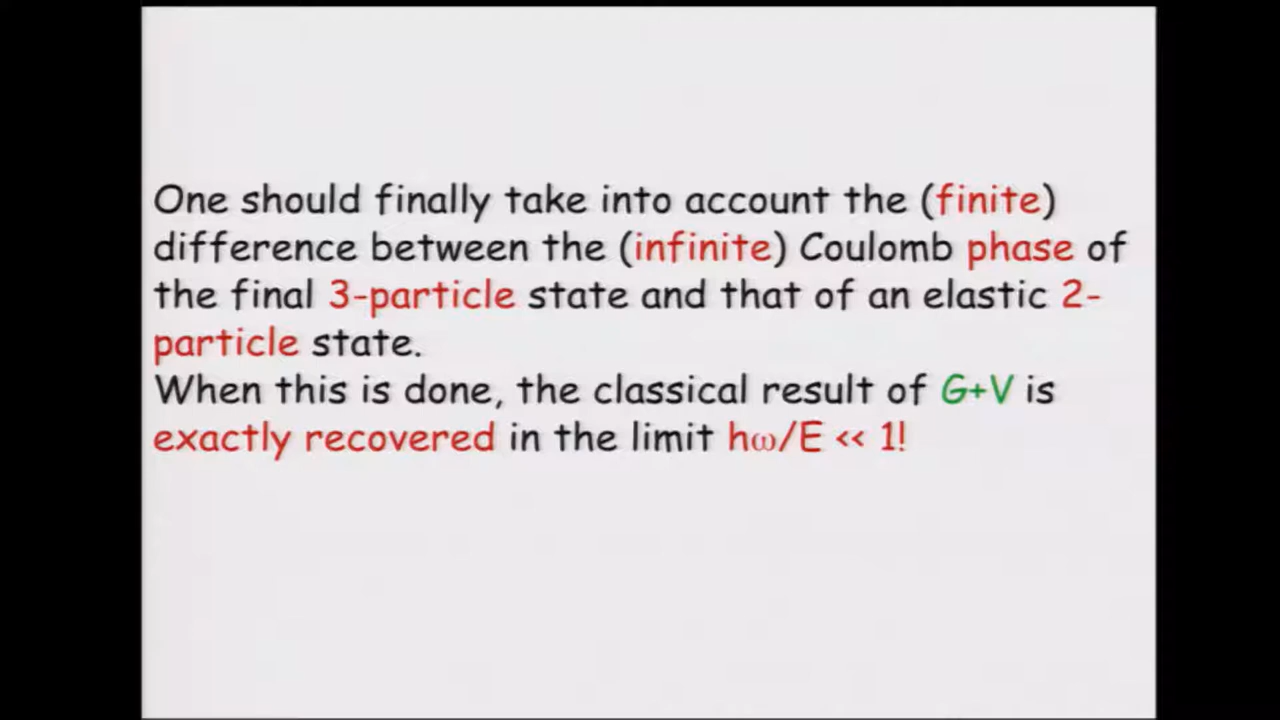 One should finally take into account the (finite)
difference between the (infinite) Coulomb phase of
the final 3-particle state and that of an elastic 2-
particle state.
When this is done, the classical result of G+V is
exactly recovered in the limit hω/E << 1!